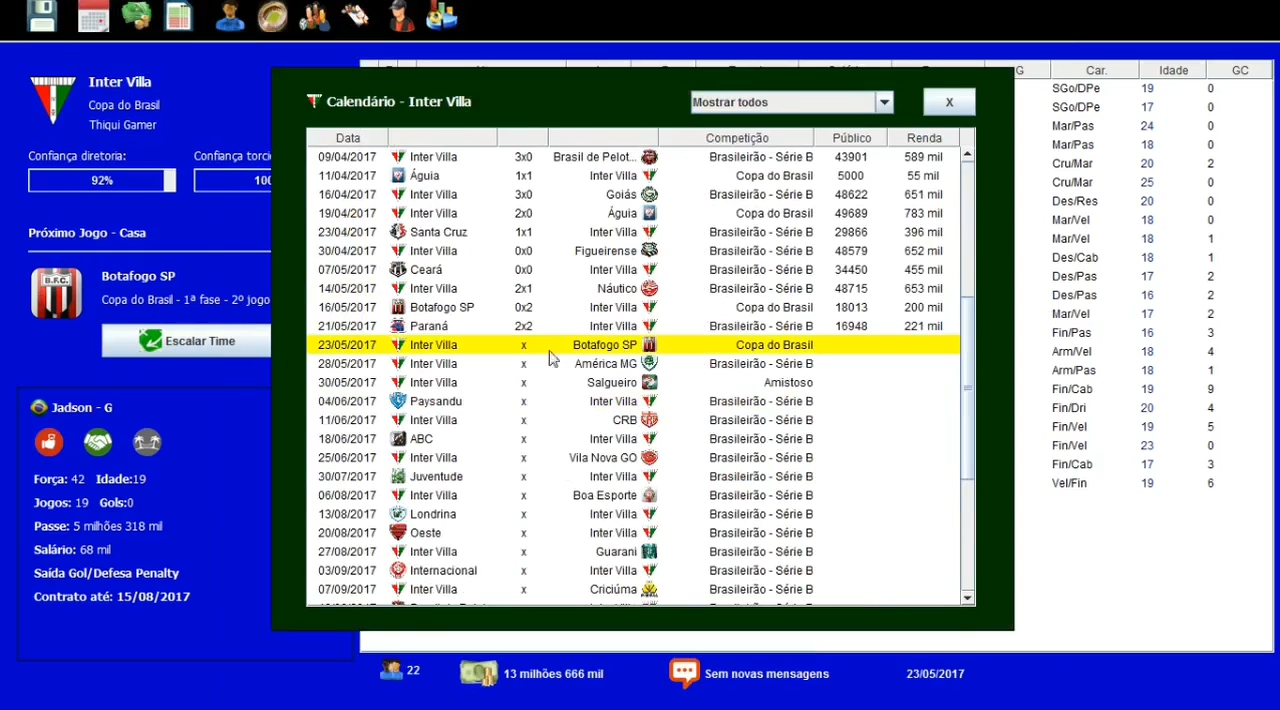 Inter Villa
Copa do Brasil
Thiqui Gamer
Confiança diretoria:
Confiança torci
92%
100
Próximo Jogo - Casa
Botafogo SP
Copa do Brasil - 1ª fase - 2º jogo
Escalar Time
Jadson - G
Força: 42 Idade:19
Jogos: 19 Gols:0
Passe: 5 milhões 318 mil
Salário: 68 mil
Saída Gol/Defesa Penalty
Contrato até: 15/08/2017
Calendário - Inter Villa
Mostrar todos
X
Data Competição Público Renda
09/04/2017 Inter Villa 3x0 Brasil de Pelot... Brasileirão - Série B 43901 589 mil
11/04/2017 Águia 1x1 Inter Villa Copa do Brasil 5000 55 mil
16/04/2017 Inter Villa 3x0 Goiás Brasileirão - Série B 48622 651 mil
19/04/2017 Inter Villa 2x0 Águia Copa do Brasil 49689 783 mil
23/04/2017 Santa Cruz 1x1 Inter Villa Brasileirão - Série B 29866 396 mil
30/04/2017 Inter Villa 0x0 Figueirense Brasileirão - Série B 48579 652 mil
07/05/2017 Ceará 0x0 Inter Villa Brasileirão - Série B 34450 455 mil
14/05/2017 Inter Villa 2x1 Náutico Brasileirão - Série B 48715 653 mil
16/05/2017 Botafogo SP 0x2 Inter Villa Copa do Brasil 18013 200 mil
21/05/2017 Paraná 2x2 Inter Villa Brasileirão - Série B 16948 221 mil
23/05/2017 Inter Villa x Botafogo SP Copa do Brasil
28/05/2017 Inter Villa x América MG Brasileirão - Série B
30/05/2017 Inter Villa x Salgueiro Amistoso
04/06/2017 Paysandu x Inter Villa Brasileirão - Série B
11/06/2017 Inter Villa x CRB Brasileirão - Série B
18/06/2017 ABC x Inter Villa Brasileirão - Série B
25/06/2017 Inter Villa x Vila Nova GO Brasileirão - Série B
30/07/2017 Juventude x Inter Villa Brasileirão - Série B
06/08/2017 Inter Villa x Boa Esporte Brasileirão - Série B
13/08/2017 Londrina x Inter Villa Brasileirão - Série B
20/08/2017 Oeste x Inter Villa Brasileirão - Série B
27/08/2017 Inter Villa x Guarani Brasileirão - Série B
03/09/2017 Internacional x Inter Villa Brasileirão - Série B
07/09/2017 Inter Villa x Criciúma Brasileirão - Série B
G Car. Idade GC
SGo/DPe 19 0
SGo/DPe 17 0
Mar/Pas 24 0
Mar/Pas 18 0
Cru/Mar 20 2
Cru/Mar 25 0
Des/Res 20 0
Mar/Vel 18 0
Mar/Vel 18 1
Des/Cab 18 1
Des/Pas 17 2
Des/Pas 16 2
Mar/Vel 17 2
Fin/Pas 16 3
Arm/Vel 18 4
Arm/Pas 18 1
Fin/Cab 19 9
Fin/Dri 20 4
Fin/Vel 19 5
Fin/Vel 23 0
Fin/Cab 17 3
Vel/Fin 19 6
22
13 milhões 666 mil
Sem novas mensagens
23/05/2017